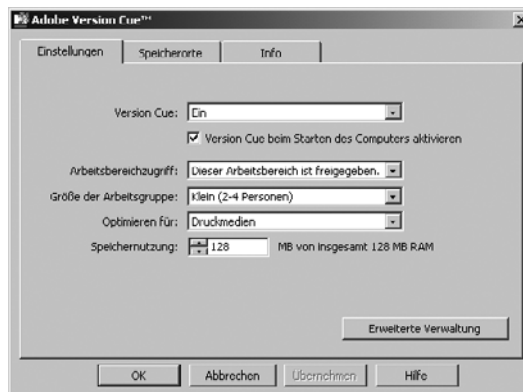 Adobe Version Cue™
Einstellungen
Speicherorte
Info
Version Cue: Ein
Version Cue beim Starten des Computers aktivieren
Arbeitsbereichzugriff: Dieser Arbeitsbereich ist freigegeben.
Größe der Arbeitsgruppe: Klein (2-4 Personen)
Optimieren für: Druckmedien
Speichernutzung: 128 MB von insgesamt 128 MB RAM
Erweiterte Verwaltung
OK
Abbrechen
Übernehmen
Hilfe